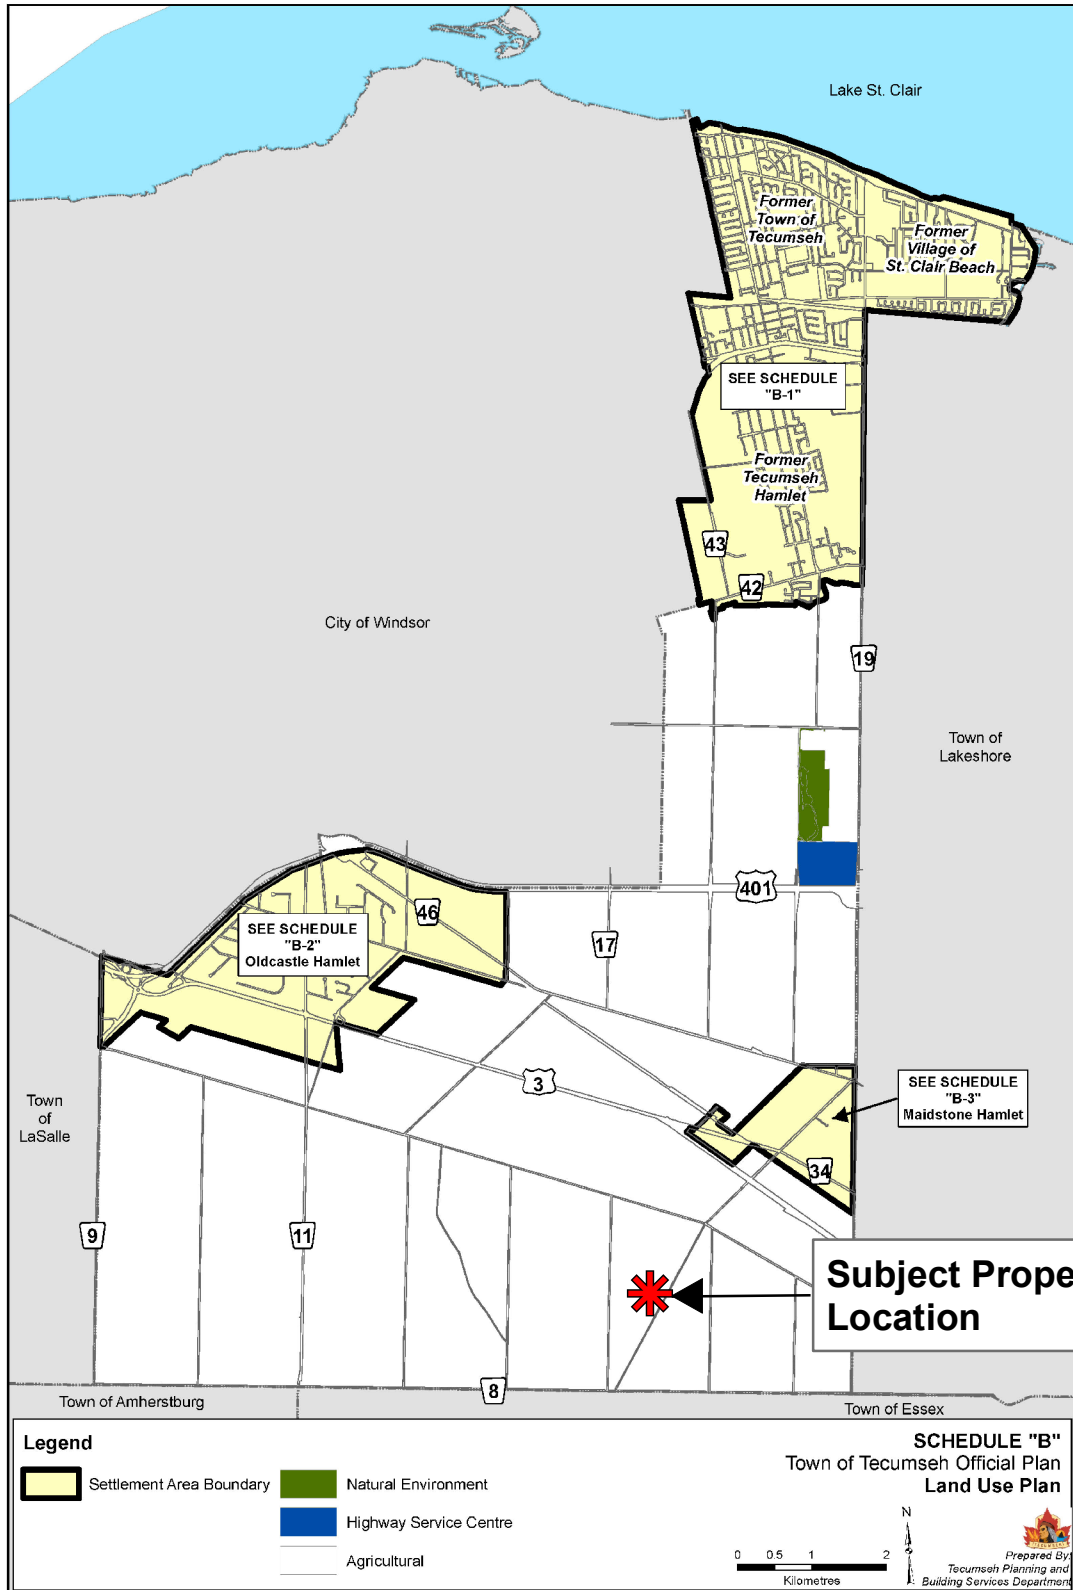 Lake St. Clair
Former
Town of
Tecumseh
Former
Village of
St. Clair Beach
SEE SCHEDULE
"B-1"
Former
Tecumseh
Hamlet
43
42
City of Windsor
19
Town of
Lakeshore
401
46
SEE SCHEDULE
"B-2"
Oldcastle Hamlet
17
3
SEE SCHEDULE
"B-3"
Maidstone Hamlet
Town
of
LaSalle
34
9
11
Subject Prope
Location
8
Town of Amherstburg
Town of Essex
Legend
Settlement Area Boundary
Natural Environment
Highway Service Centre
Agricultural
SCHEDULE "B"
Town of Tecumseh Official Plan
Land Use Plan
N
0 0.5 1 2
Kilometres
Prepared By:
Tecumseh Planning and
Building Services Department